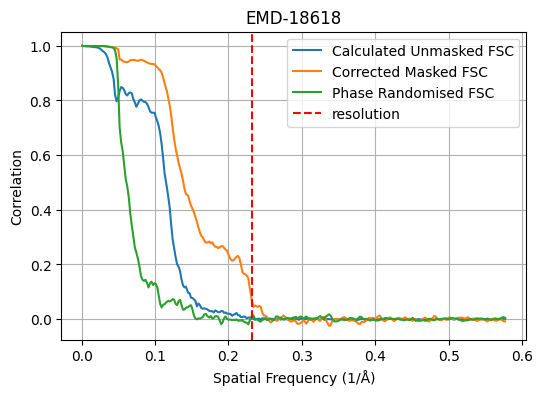 EMD-18618
Calculated Unmasked FSC
Corrected Masked FSC
Phase Randomised FSC
resolution
Correlation
1.0
0.8
0.6
0.4
0.2
0.0
0.0 0.1 0.2 0.3 0.4 0.5 0.6
Spatial Frequency (1/Å)